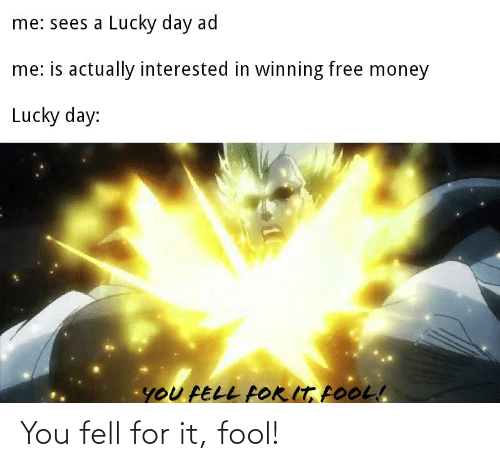 me: sees a Lucky day ad
me: is actually interested in winning free money
Lucky day:
YOU FELL FOR IT, FOOL!
You fell for it, fool!